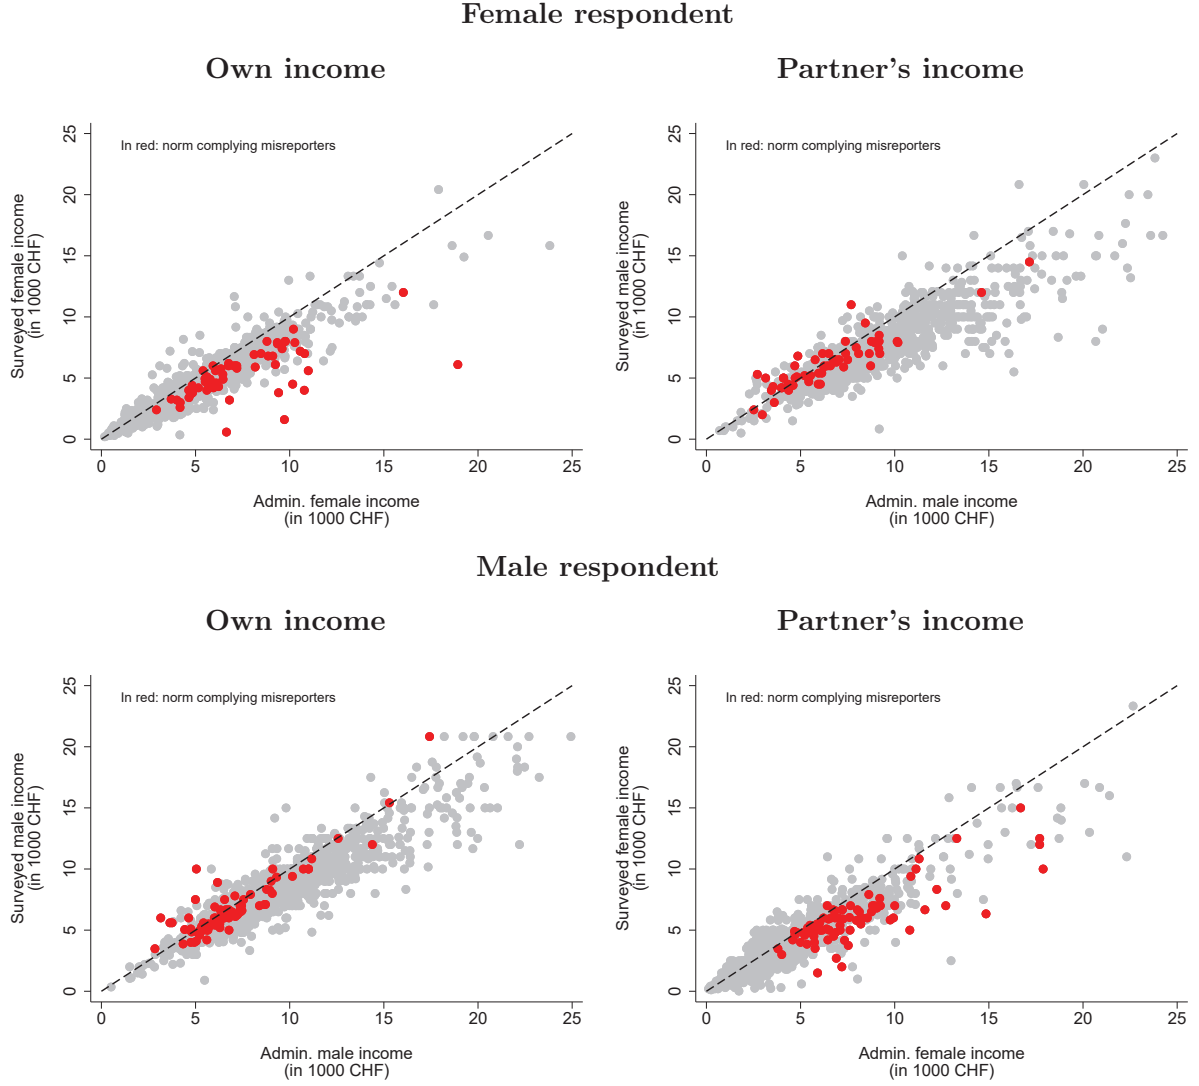 Female respondent
Own income
Partner's income
In red: norm complying misreporters
Surveyed female income
(in 1000 CHF)
0
5
10
15
20
25
0 5 10 15 20 25
Admin. female income
(in 1000 CHF)
In red: norm complying misreporters
Surveyed male income
(in 1000 CHF)
0
5
10
15
20
25
0 5 10 15 20 25
Admin. male income
(in 1000 CHF)
Male respondent
Own income
Partner's income
In red: norm complying misreporters
Surveyed male income
(in 1000 CHF)
0
5
10
15
20
25
0 5 10 15 20 25
Admin. male income
(in 1000 CHF)
In red: norm complying misreporters
Surveyed female income
(in 1000 CHF)
0
5
10
15
20
25
0 5 10 15 20 25
Admin. female income
(in 1000 CHF)